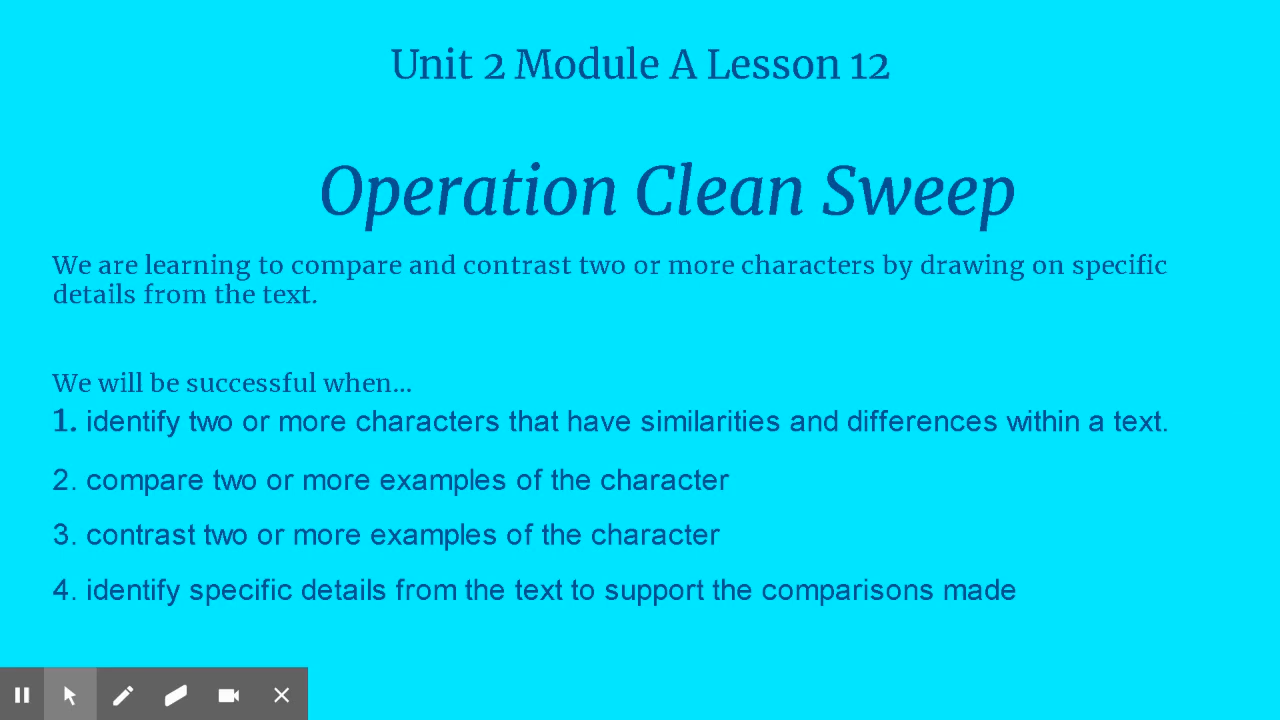 Unit 2 Module A Lesson 12
Operation Clean Sweep
We are learning to compare and contrast two or more characters by drawing on specific
details from the text.
We will be successful when...
1. identify two or more characters that have similarities and differences within a text.
2. compare two or more examples of the character
3. contrast two or more examples of the character
4. identify specific details from the text to support the comparisons made